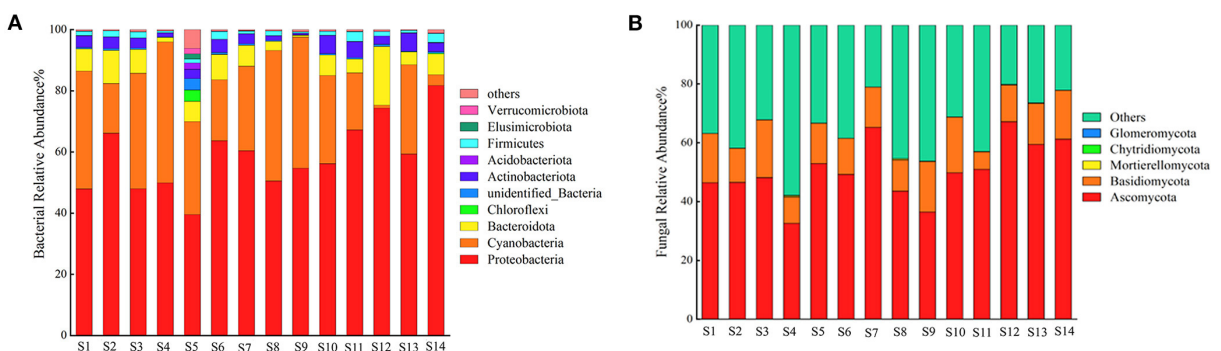 A
Bacterial Relative Abundance%
100
80
60
40
20
0
S1 S2 S3 S4 S5 S6 S7 S8 S9 S10 S11 S12 S13 S14
others
Verrucomicrobiota
Elusimicrobiota
Firmicutes
Acidobacteriota
Actinobacteriota
unidentified_Bacteria
Chloroflexi
Bacteroidota
Cyanobacteria
Proteobacteria
B
Fungal Relative Abundance%
100
80
60
40
20
0
S1 S2 S3 S4 S5 S6 S7 S8 S9 S10 S11 S12 S13 S14
Others
Glomeromycota
Chytridiomycota
Mortierellomycota
Basidiomycota
Ascomycota